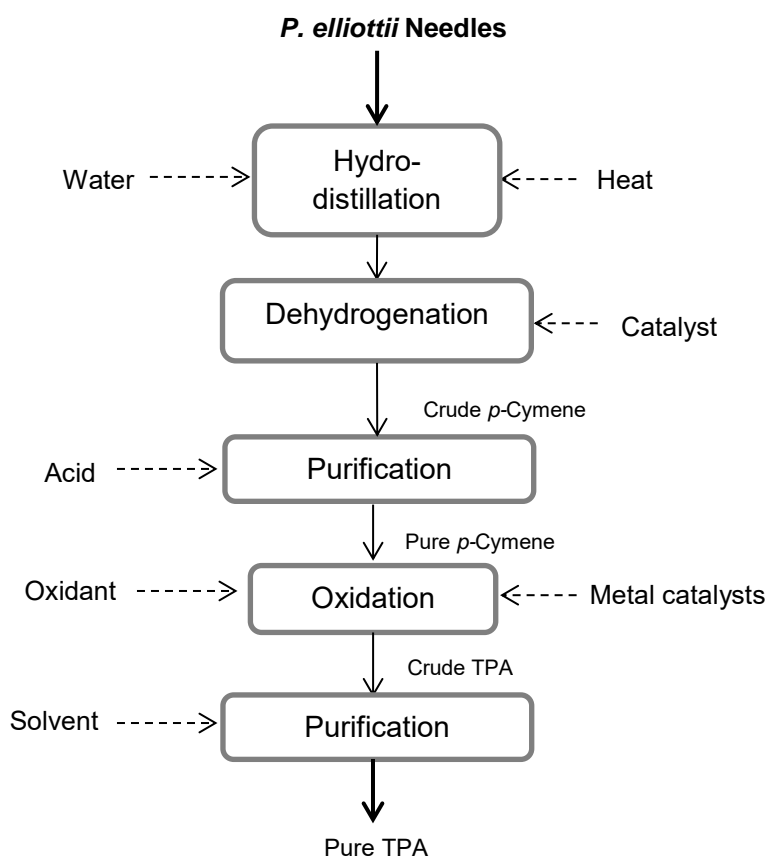 P. elliottii Needles
Hydro-
distillation
Water
Heat
Dehydrogenation
Catalyst
Crude p-Cymene
Acid
Purification
Pure p-Cymene
Oxidant
Oxidation
Metal catalysts
Crude TPA
Solvent
Purification
Pure TPA